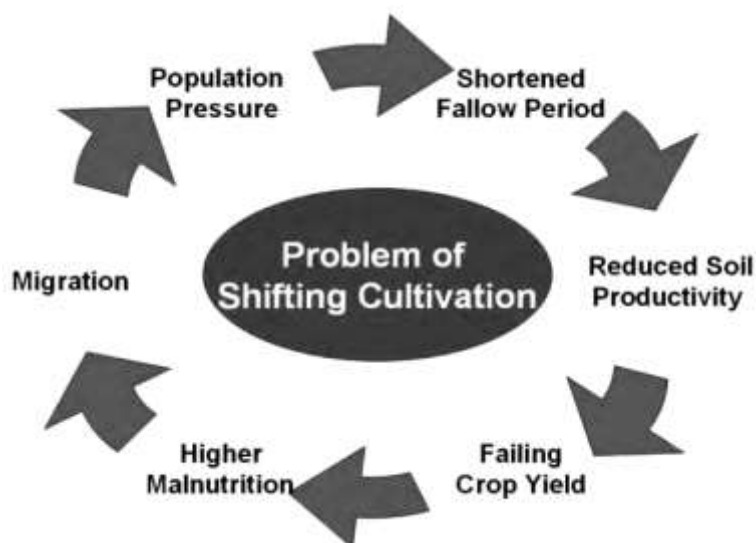 Population
Pressure
Shortened
Fallow Period
Reduced Soil
Productivity
Failing
Crop Yield
Higher
Malnutrition
Migration
Problem of
Shifting Cultivation